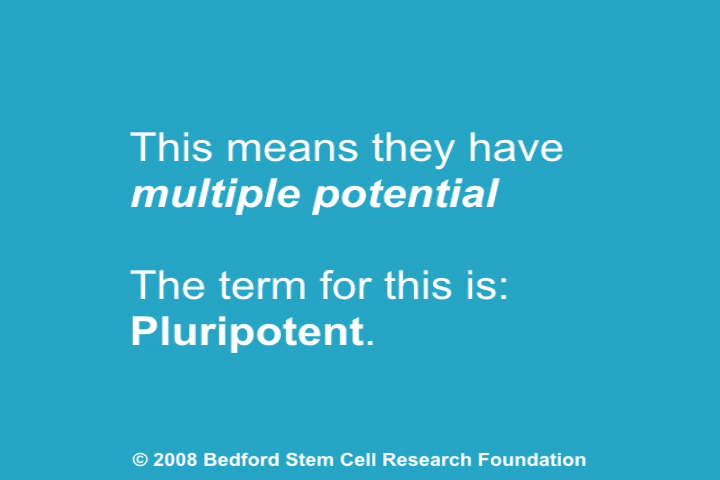 This means they have
multiple potential
The term for this is:
Pluripotent.
© 2008 Bedford Stem Cell Research Foundation